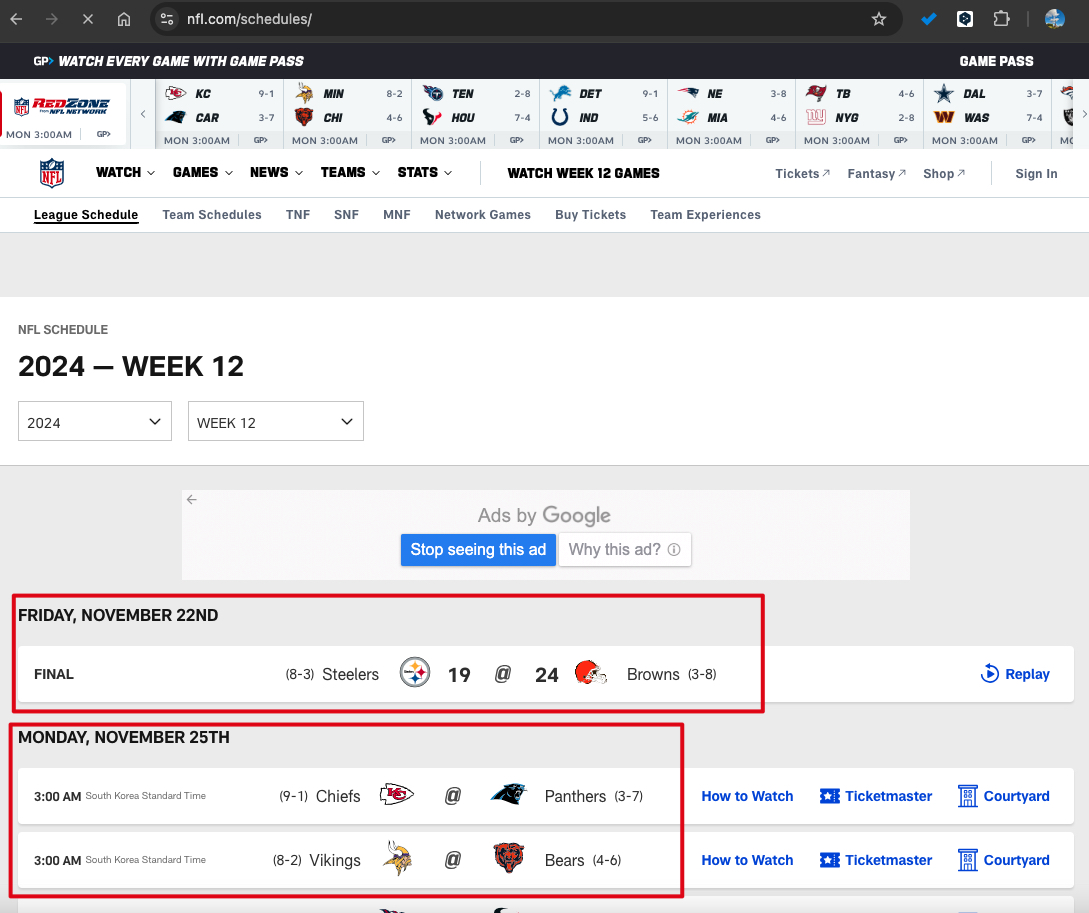 nfl.com/schedules/
GP> WATCH EVERY GAME WITH GAME PASS GAME PASS
NFL REDZONE FROM NFL NETWORK
MON 3:00AM GP>
KC 9-1
CAR 3-7
MON 3:00AM GP>
MIN 8-2
CHI 4-6
MON 3:00AM GP>
TEN 2-8
HOU 7-4
MON 3:00AM GP>
DET 9-1
IND 5-6
MON 3:00AM GP>
NE 3-8
MIA 4-6
MON 3:00AM GP>
TB 4-6
NYG 2-8
MON 3:00AM GP>
DAL 3-7
WAS 7-4
MON 3:00AM GP>
NFL WATCH GAMES NEWS TEAMS STATS WATCH WEEK 12 GAMES Tickets Fantasy Shop Sign In
League Schedule Team Schedules TNF SNF MNF Network Games Buy Tickets Team Experiences
NFL SCHEDULE
2024 — WEEK 12
2024 WEEK 12
Ads by Google
Stop seeing this ad Why this ad?
FRIDAY, NOVEMBER 22ND
FINAL (8-3) Steelers 19 @ 24 Browns (3-8) Replay
MONDAY, NOVEMBER 25TH
3:00 AM South Korea Standard Time (9-1) Chiefs @ Panthers (3-7) How to Watch Ticketmaster Courtyard
3:00 AM South Korea Standard Time (8-2) Vikings @ Bears (4-6) How to Watch Ticketmaster Courtyard